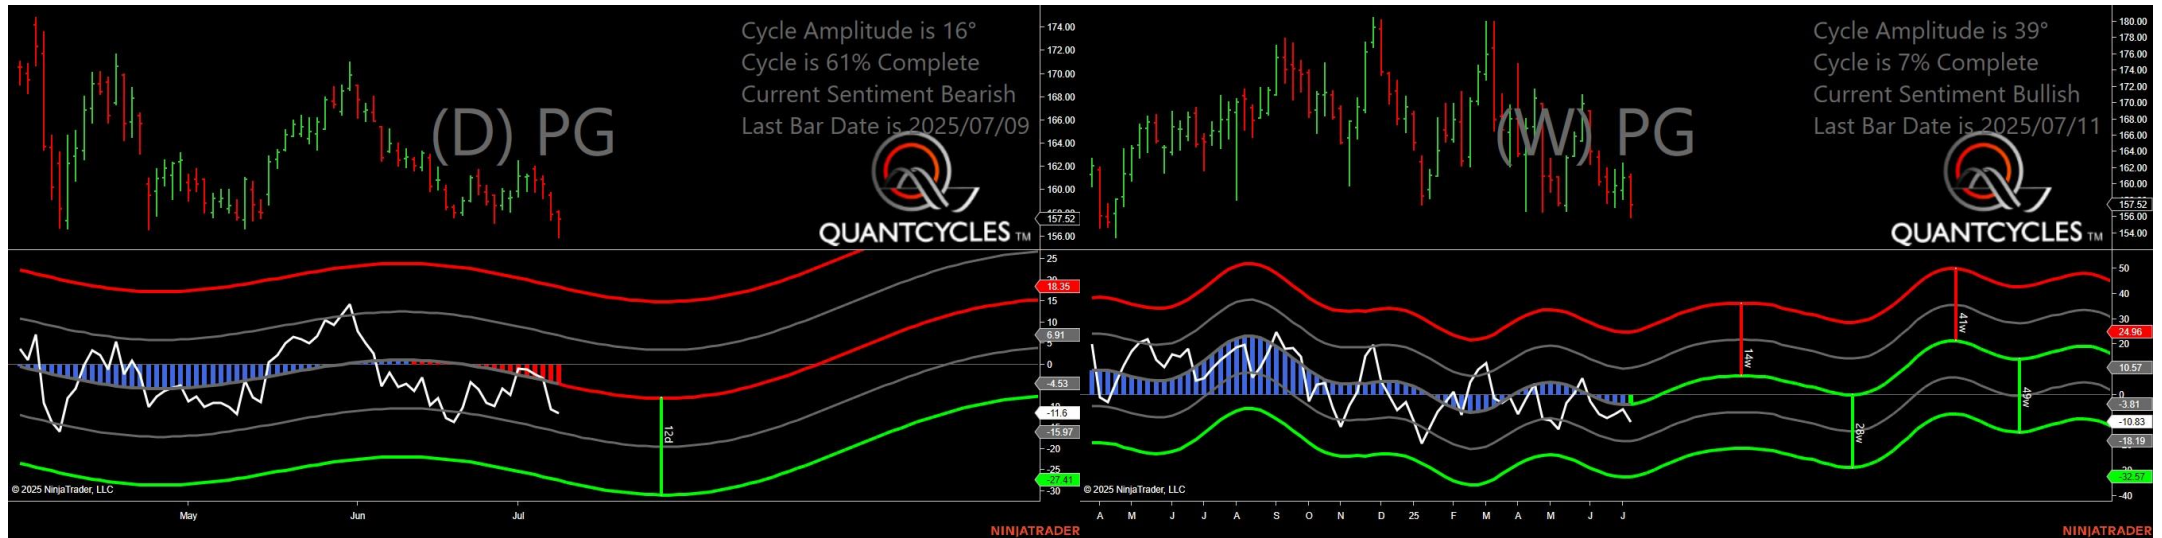 Cycle Amplitude is 16°
Cycle is 61% Complete
Current Sentiment Bearish
Last Bar Date is 2025/07/09
(D) PG
QUANTCYCLES TM
174.00
172.00
170.00
168.00
166.00
164.00
162.00
160.00
157.52
156.00
25
18.35
15
6.91
5
0
-4.53
-11.6
-15.97
-20
-25
-27.41
-30
12d
© 2025 NinjaTrader, LLC
May Jun Jul
NINJATRADER
Cycle Amplitude is 39°
Cycle is 7% Complete
Current Sentiment Bullish
Last Bar Date is 2025/07/11
(W) PG
QUANTCYCLES TM
180.00
178.00
176.00
174.00
172.00
170.00
168.00
166.00
164.00
162.00
160.00
157.52
156.00
154.00
50
40
30
24.96
20
10.57
0
-3.81
-10.83
-18.19
-32.57
-40
14w
28w
41w
49w
© 2025 NinjaTrader, LLC
A M J J A S O N D 25 F M A M J J
NINJATRADER